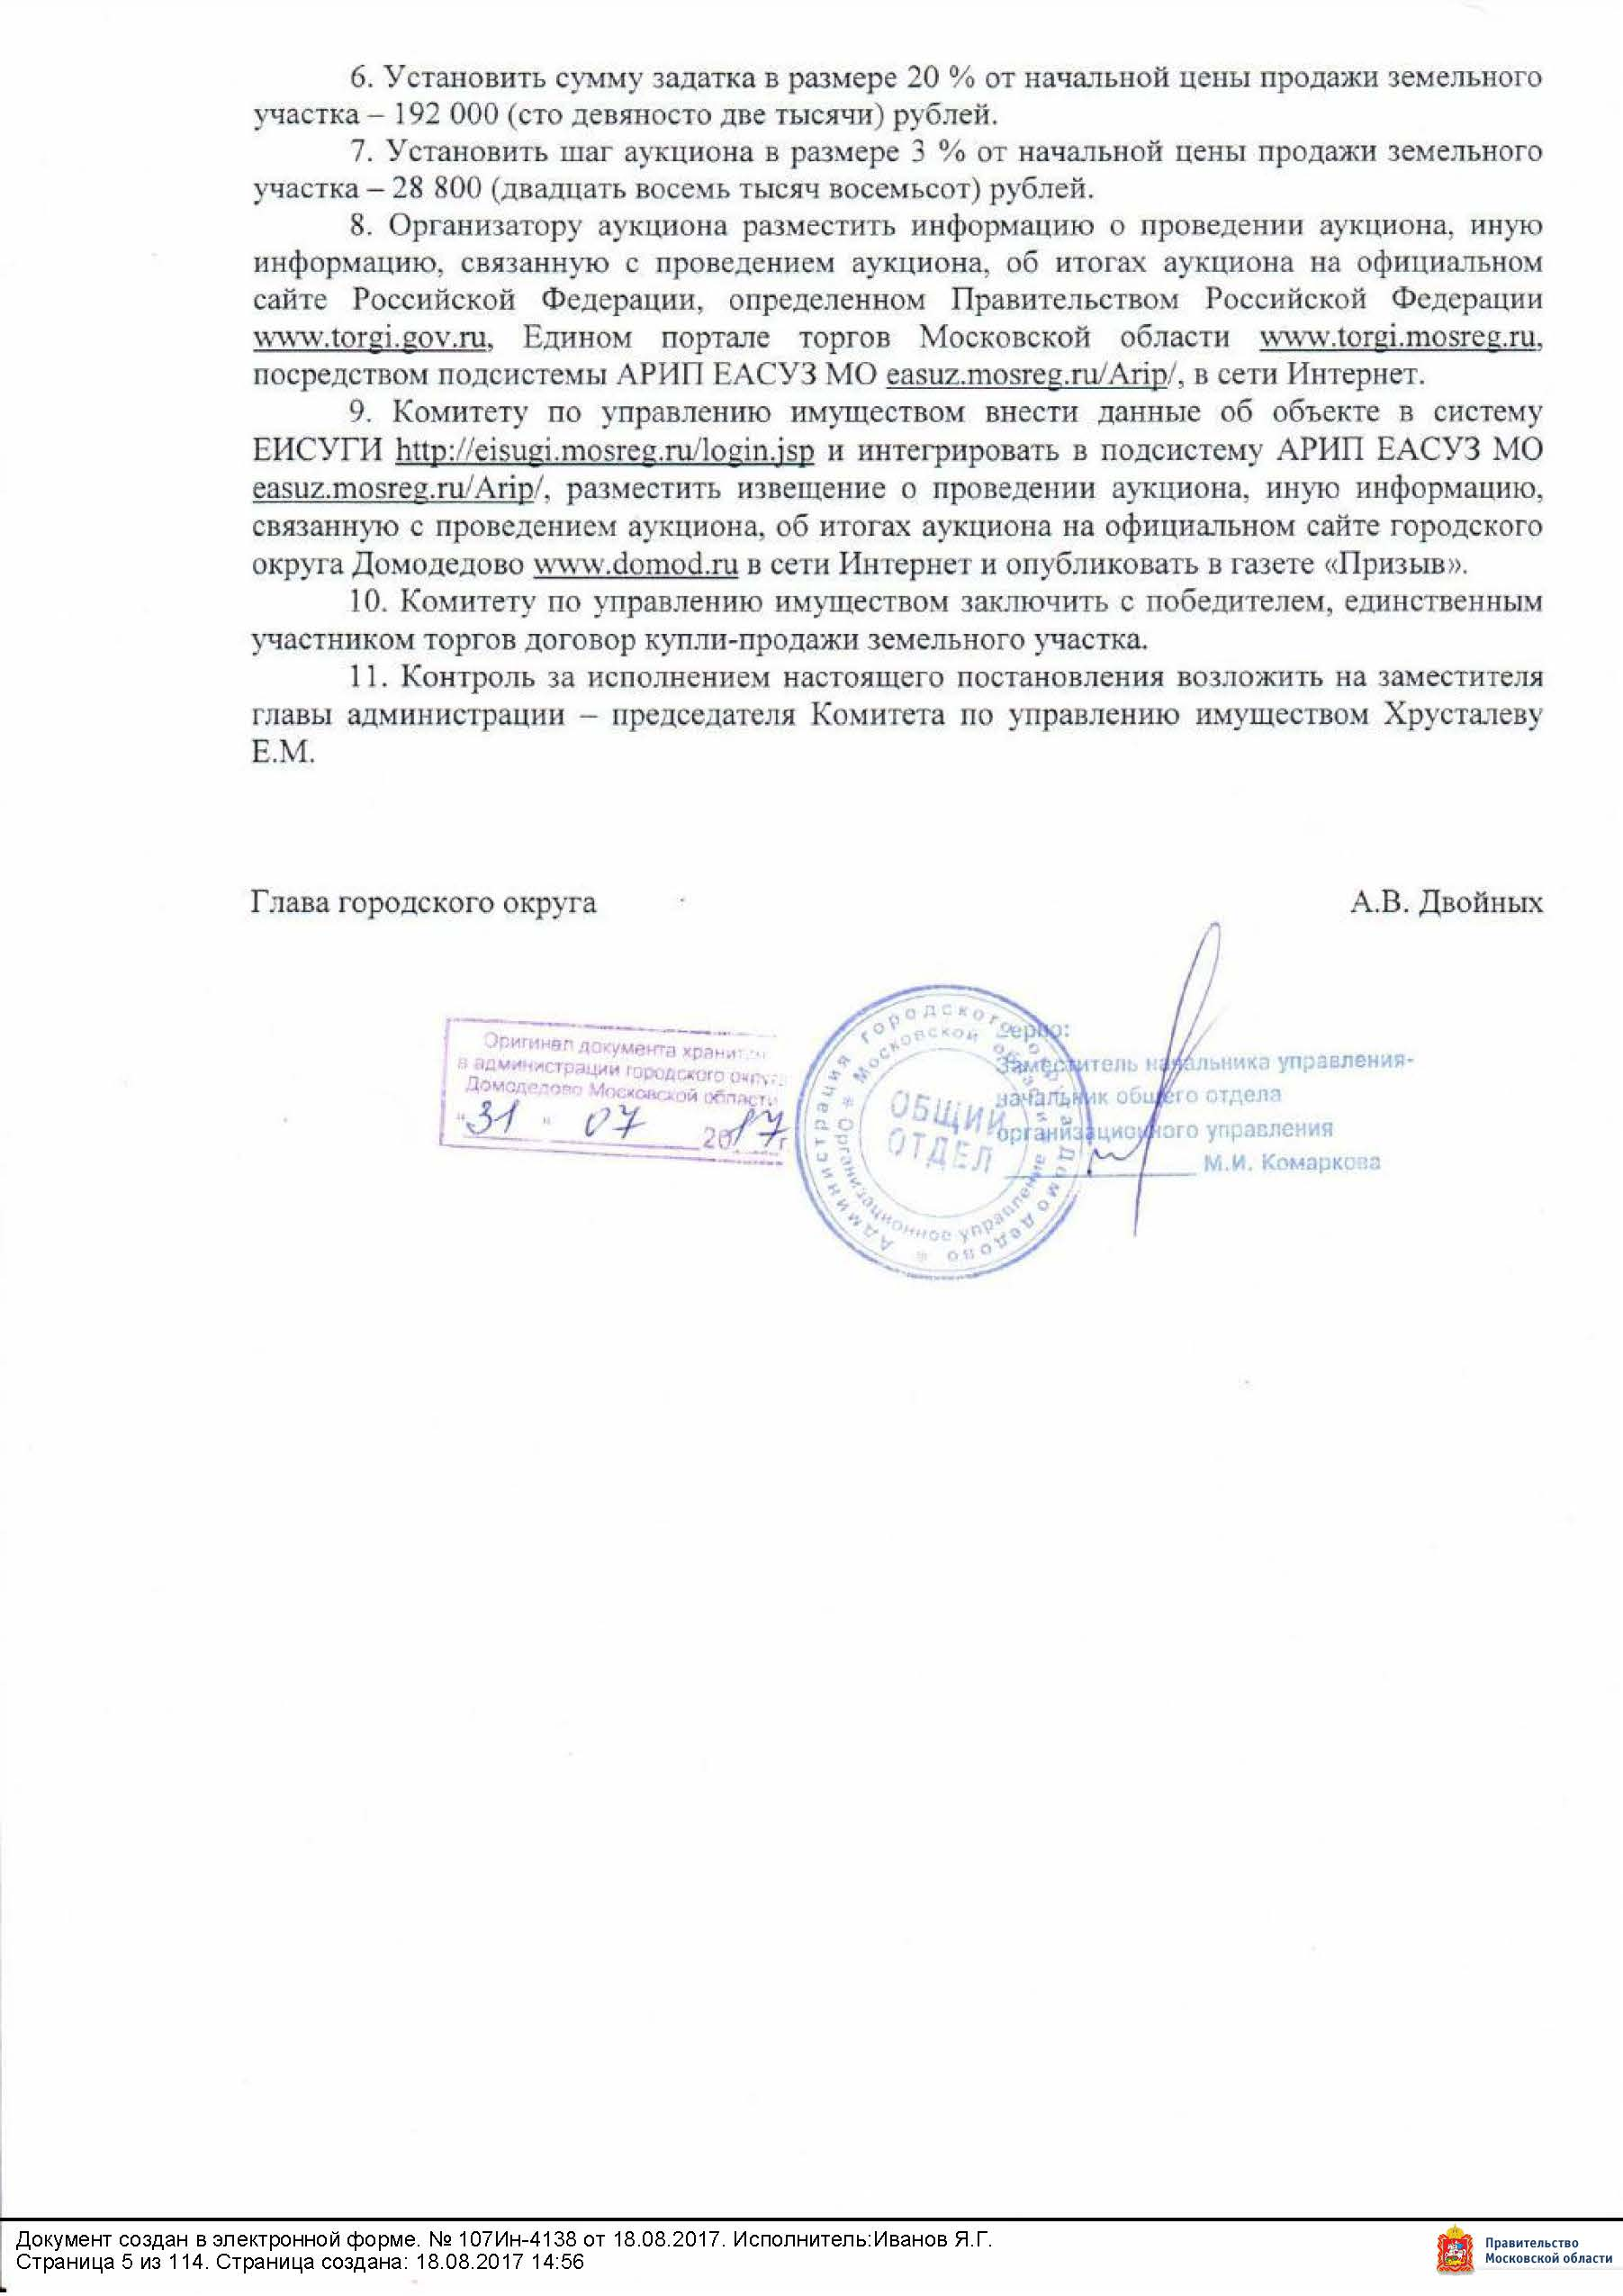 6. Установить сумму задатка в размере 20 % от начальной цены продажи земельного
участка – 192 000 (сто девяносто две тысячи) рублей.
7. Установить шаг аукциона в размере 3 % от начальной цены продажи земельного
участка – 28 800 (двадцать восемь тысяч восемьсот) рублей.
8. Организатору аукциона разместить информацию о проведении аукциона, иную
информацию, связанную с проведением аукциона, об итогах аукциона на официальном
сайте Российской Федерации, определенном Правительством Российской Федерации
www.torgi.gov.ru, Едином портале торгов Московской области www.torgi.mosreg.ru,
посредством подсистемы АРИП ЕАСУЗ МО easuz.mosreg.ru/Arip/, в сети Интернет.
9. Комитету по управлению имуществом внести данные об объекте в систему
ЕИСУГИ http://eisugi.mosreg.ru/login.jsp и интегрировать в подсистему АРИП ЕАСУЗ МО
easuz.mosreg.ru/Arip/, разместить извещение о проведении аукциона, иную информацию,
связанную с проведением аукциона, об итогах аукциона на официальном сайте городского
округа Домодедово www.domod.ru в сети Интернет и опубликовать в газете «Призыв».
10. Комитету по управлению имуществом заключить с победителем, единственным
участником торгов договор купли-продажи земельного участка.
11. Контроль за исполнением настоящего постановления возложить на заместителя
главы администрации – председателя Комитета по управлению имуществом Хрусталеву
Е.М.
Глава городского округа А.В. Двойных
Оригинал документа хранится
в администрации городского округа
Домодедово Московской области
"31" 07 2017г
Администрация городского округа Домодедово
Московской области
Организационное управление
ОБЩИЙ
ОТДЕЛ
Верно:
Заместитель начальника управления-
начальник общего отдела
организационного управления
М.И. Комаркова
Документ создан в электронной форме. № 107Ин-4138 от 18.08.2017. Исполнитель:Иванов Я.Г.
Страница 5 из 114. Страница создана: 18.08.2017 14:56
Правительство
Московской области